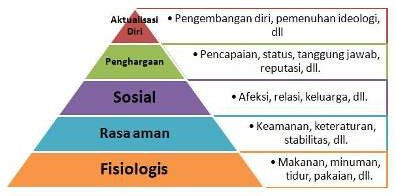 Aktualisasi
Diri
• Pengembangan diri, pemenuhan ideologi,
dll
Penghargaan
• Pencapaian, status, tanggung jawab,
reputasi, dll.
Sosial
• Afeksi, relasi, keluarga, dll.
Rasa aman
• Keamanan, keteraturan,
stabilitas, dll.
Fisiologis
• Makanan, minuman,
tidur, pakaian, dll.